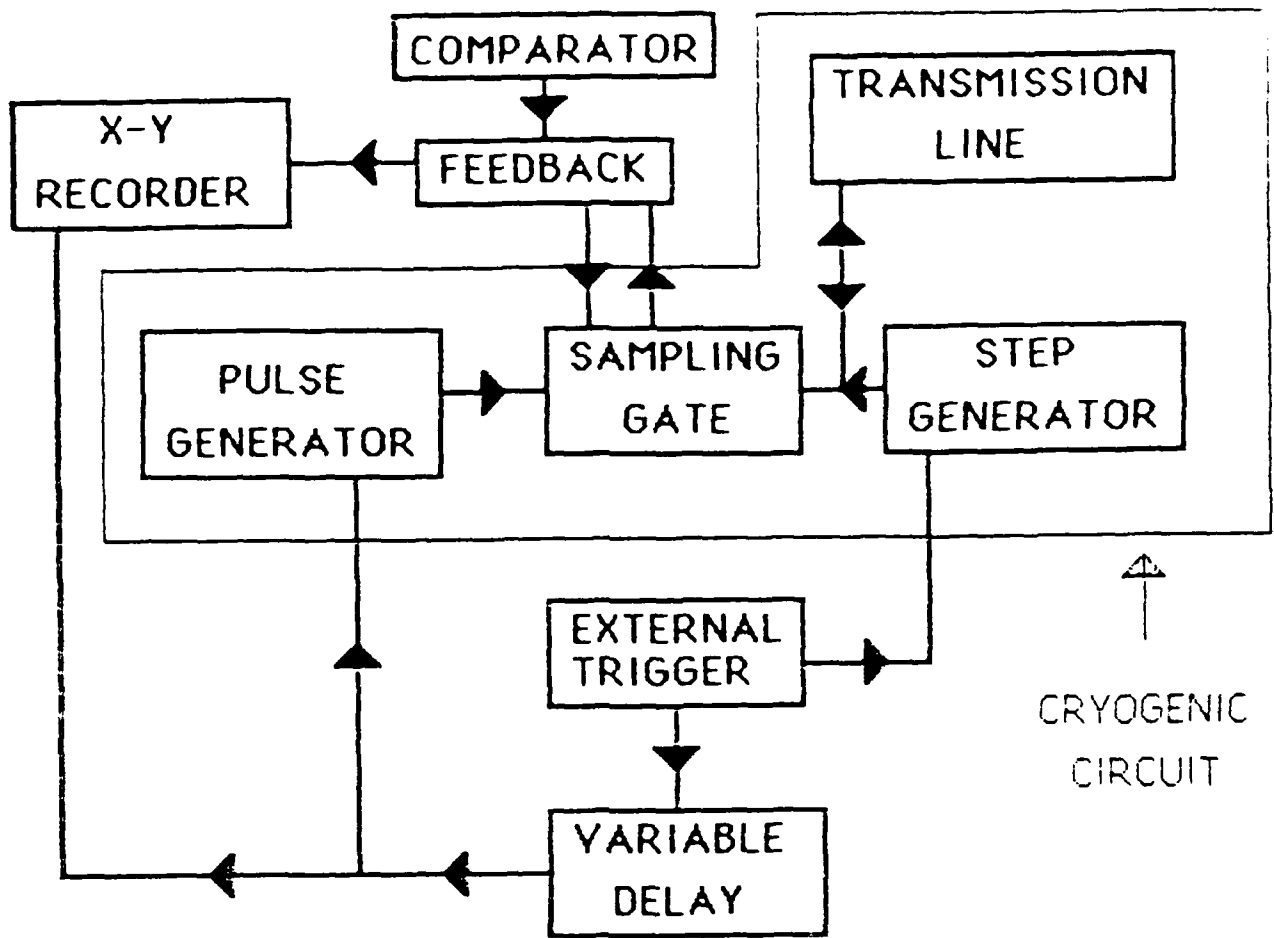 COMPARATOR
TRANSMISSION
LINE
X-Y
RECORDER
FEEDBACK
PULSE
GENERATOR
SAMPLING
GATE
STEP
GENERATOR
EXTERNAL
TRIGGER
CRYOGENIC
CIRCUIT
VARIABLE
DELAY